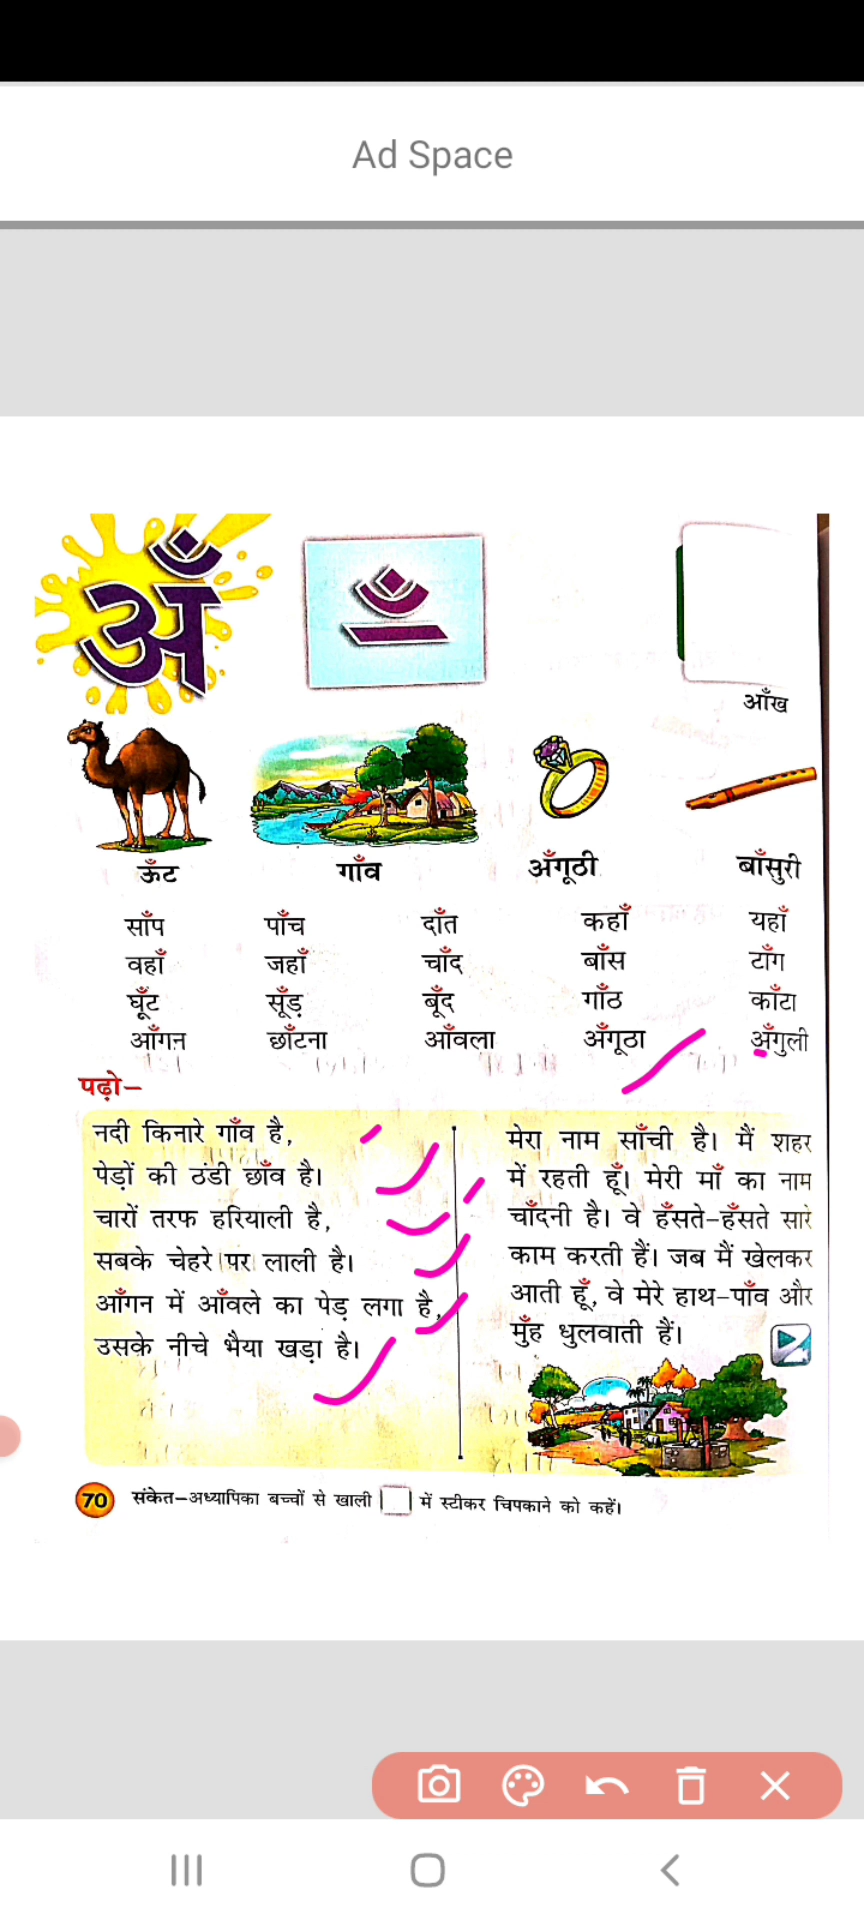 Ad Space
अँ
ँ
आँख
ऊँट गाँव अँगूठी बाँसुरी
साँप पाँच दाँत कहाँ यहाँ
वहाँ जहाँ चाँद बाँस टाँग
घूँट सूँड़ बूँद गाँठ काँटा
आँगन छाँटना आँवला अँगूठा अँगुली
पढ़ो–
नदी किनारे गाँव है,
पेड़ों की ठंडी छाँव है।
चारों तरफ हरियाली है,
सबके चेहरे पर लाली है।
आँगन में आँवले का पेड़ लगा है,
उसके नीचे भैया खड़ा है।
मेरा नाम साँची है। मैं शहर
में रहती हूँ। मेरी माँ का नाम
चाँदनी है। वे हँसते-हँसते सारे
काम करती हैं। जब मैं खेलकर
आती हूँ, वे मेरे हाथ-पाँव और
मुँह धुलवाती हैं।
70 संकेत–अध्यापिका बच्चों से खाली में स्टीकर चिपकाने को कहें।